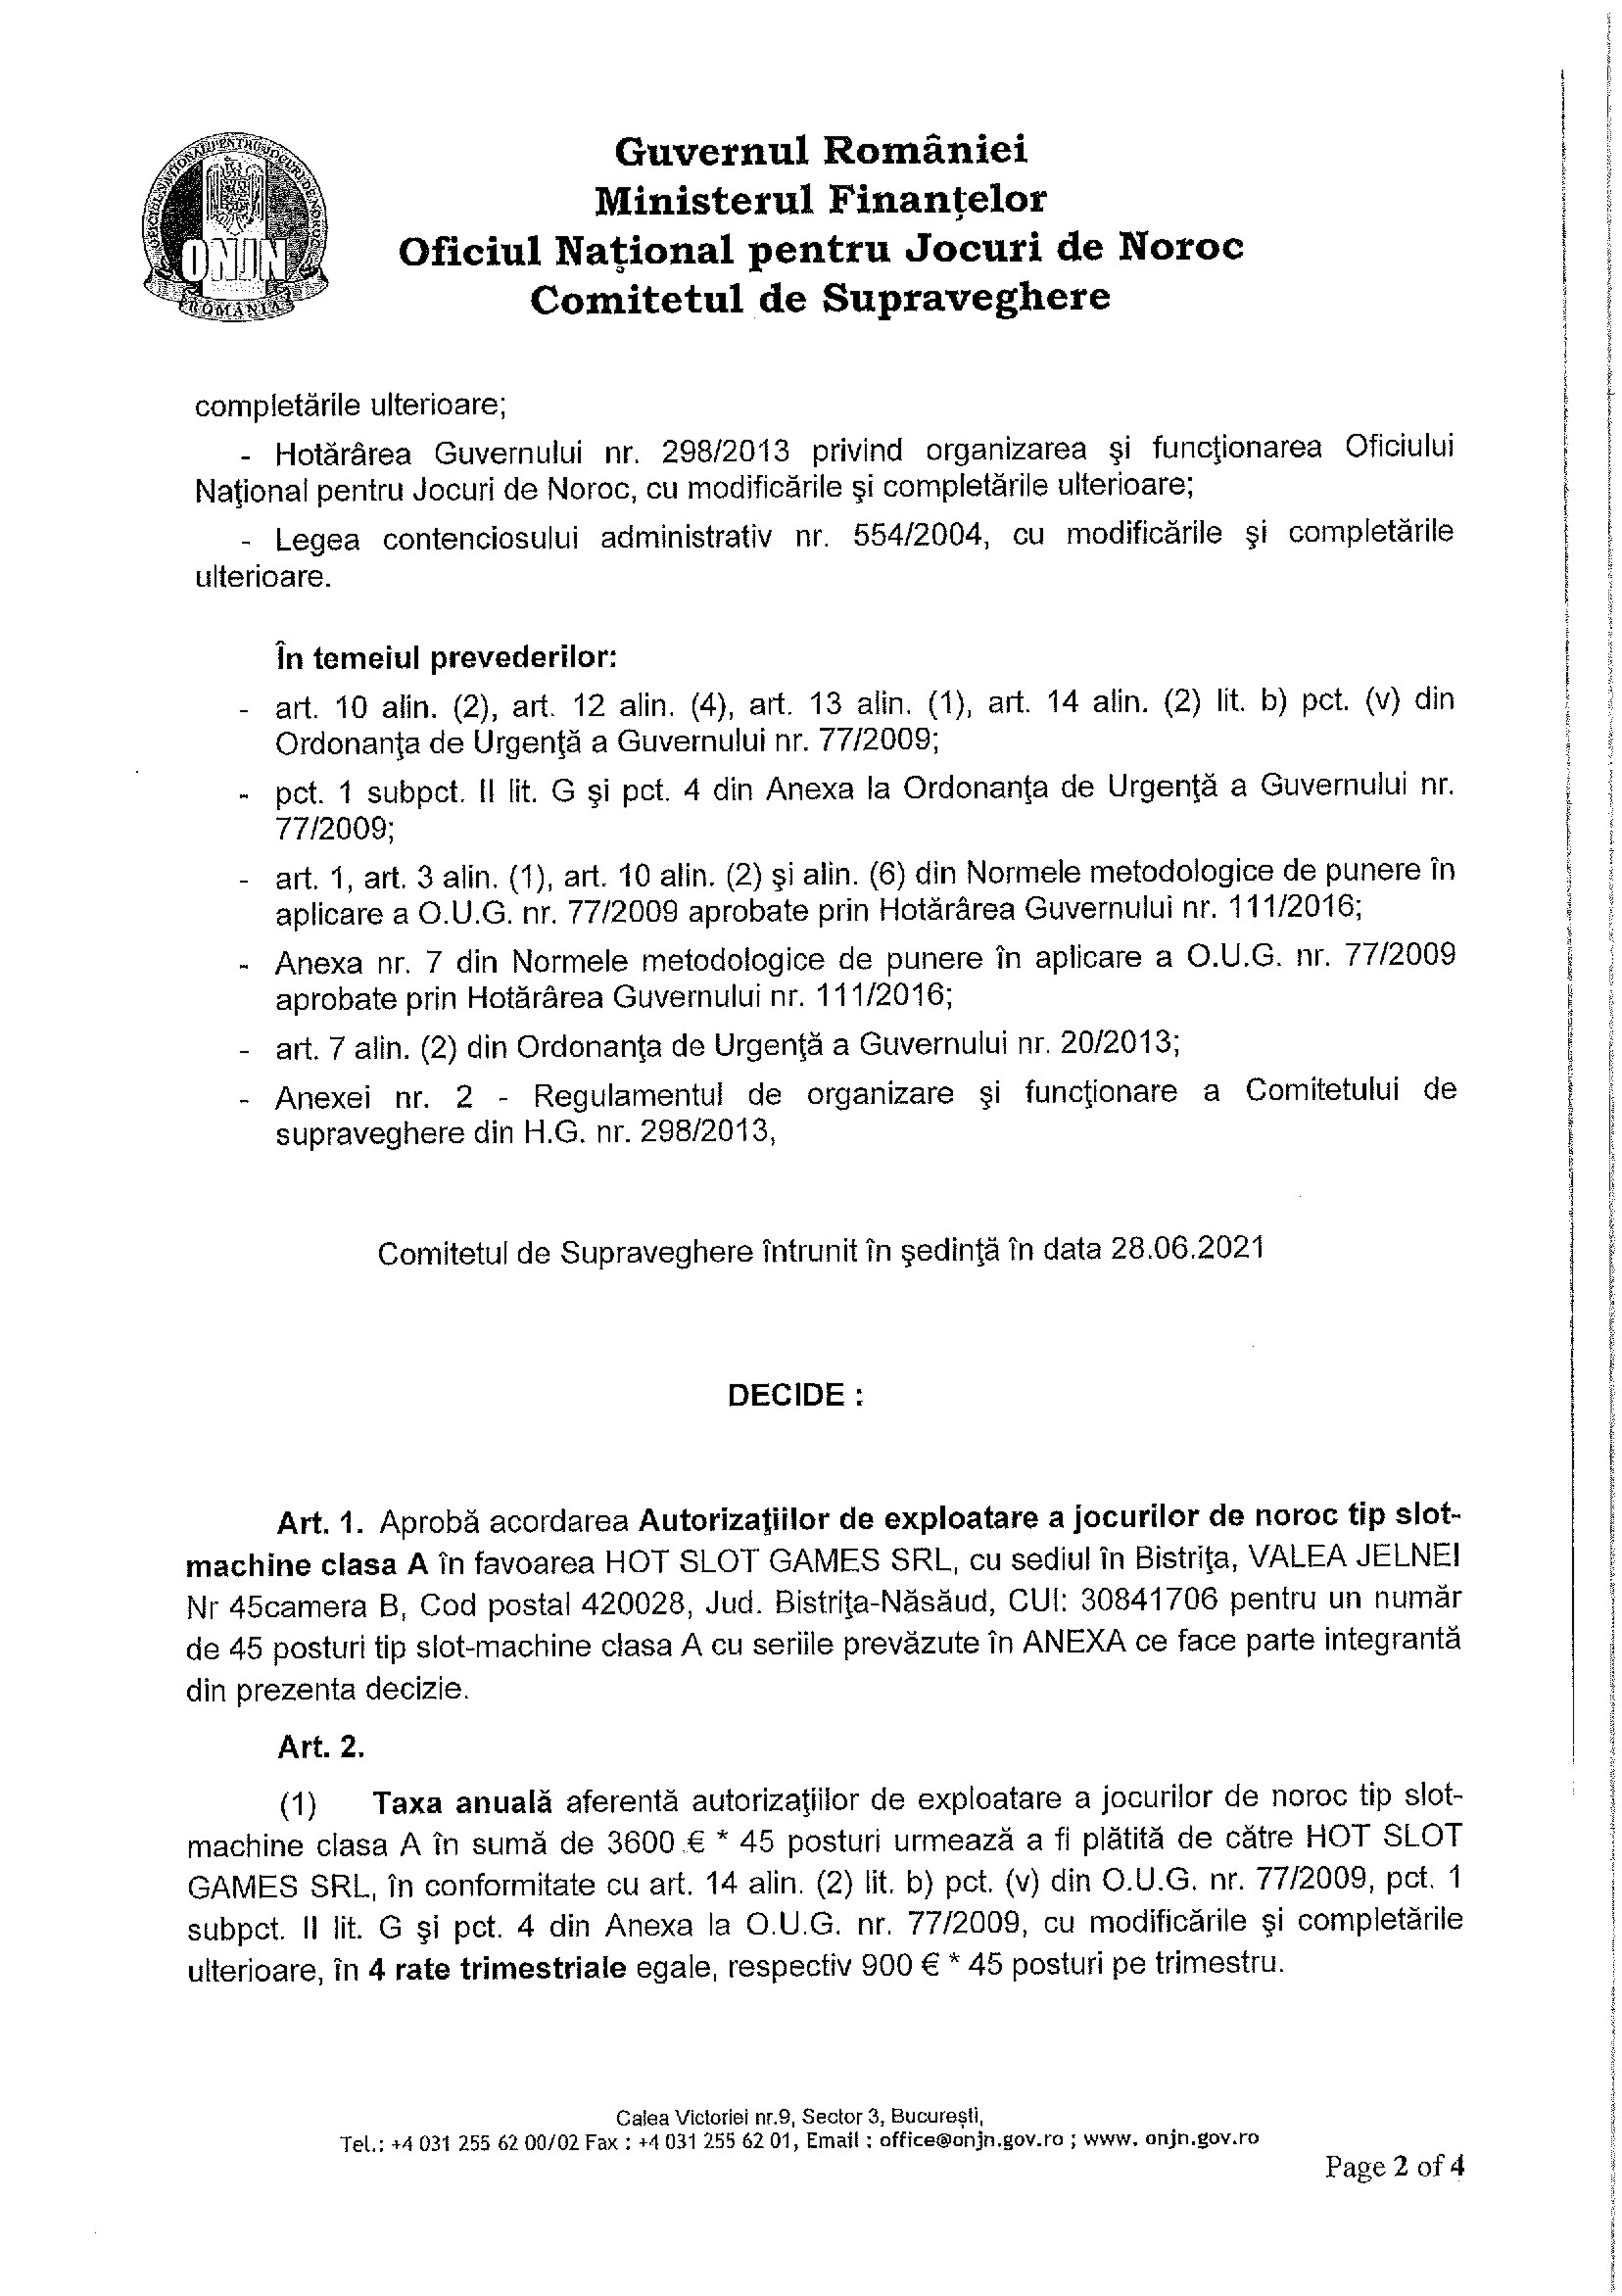 OFICIUL NAȚIONAL PENTRU JOCURI DE NOROC
ONJN
ROMÂNIA
Guvernul României
Ministerul Finanţelor
Oficiul Naţional pentru Jocuri de Noroc
Comitetul de Supraveghere
completările ulterioare;
- Hotărârea Guvernului nr. 298/2013 privind organizarea şi funcţionarea Oficiului
Naţional pentru Jocuri de Noroc, cu modificările şi completările ulterioare;
- Legea contenciosului administrativ nr. 554/2004, cu modificările şi completările
ulterioare.
În temeiul prevederilor:
- art. 10 alin. (2), art. 12 alin. (4), art. 13 alin. (1), art. 14 alin. (2) lit. b) pct. (v) din
Ordonanţa de Urgenţă a Guvernului nr. 77/2009;
- pct. 1 subpct. II lit. G şi pct. 4 din Anexa la Ordonanţa de Urgenţă a Guvernului nr.
77/2009;
- art. 1, art. 3 alin. (1), art. 10 alin. (2) şi alin. (6) din Normele metodologice de punere în
aplicare a O.U.G. nr. 77/2009 aprobate prin Hotărârea Guvernului nr. 111/2016;
- Anexa nr. 7 din Normele metodologice de punere în aplicare a O.U.G. nr. 77/2009
aprobate prin Hotărârea Guvernului nr. 111/2016;
- art. 7 alin. (2) din Ordonanţa de Urgenţă a Guvernului nr. 20/2013;
- Anexei nr. 2 - Regulamentul de organizare şi funcţionare a Comitetului de
supraveghere din H.G. nr. 298/2013,
Comitetul de Supraveghere întrunit în şedinţă în data 28.06.2021
DECIDE :
Art. 1. Aprobă acordarea Autorizaţiilor de exploatare a jocurilor de noroc tip slot-
machine clasa A în favoarea HOT SLOT GAMES SRL, cu sediul în Bistriţa, VALEA JELNEI
Nr 45camera B, Cod postal 420028, Jud. Bistriţa-Năsăud, CUI: 30841706 pentru un număr
de 45 posturi tip slot-machine clasa A cu seriile prevăzute în ANEXA ce face parte integrantă
din prezenta decizie.
Art. 2.
(1) Taxa anuală aferentă autorizaţiilor de exploatare a jocurilor de noroc tip slot-
machine clasa A în sumă de 3600 € * 45 posturi urmează a fi plătită de către HOT SLOT
GAMES SRL, în conformitate cu art. 14 alin. (2) lit. b) pct. (v) din O.U.G. nr. 77/2009, pct. 1
subpct. II lit. G şi pct. 4 din Anexa la O.U.G. nr. 77/2009, cu modificările şi completările
ulterioare, în 4 rate trimestriale egale, respectiv 900 € * 45 posturi pe trimestru.
Calea Victoriei nr.9, Sector 3, Bucureşti,
Tel.: +4 031 255 62 00/02 Fax : +4 031 255 62 01, Email : office@onjn.gov.ro ; www. onjn.gov.ro
Page 2 of 4